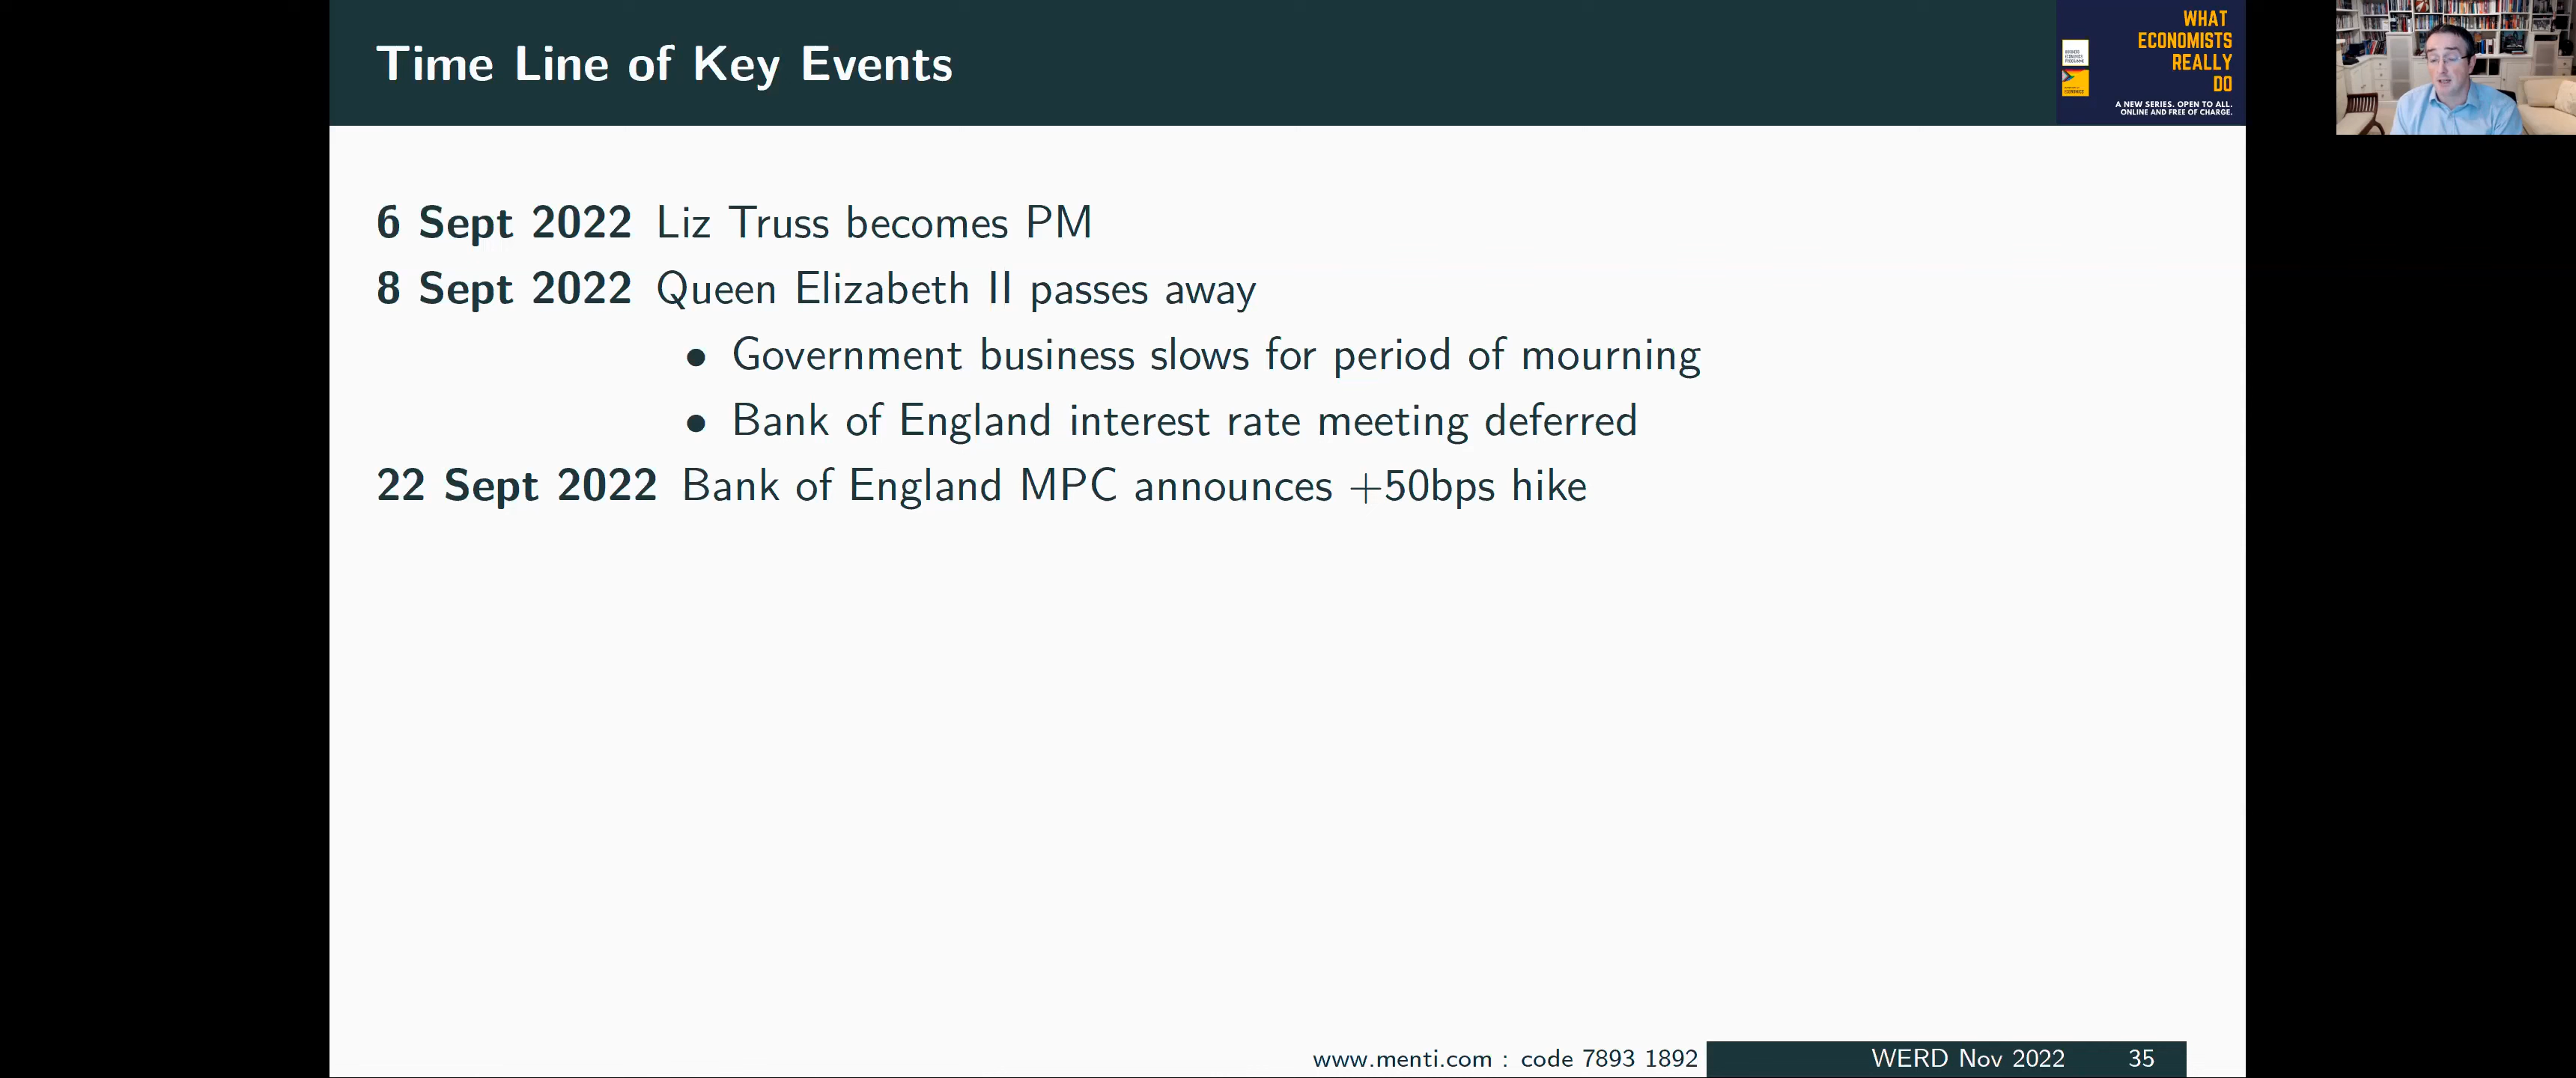 Time Line of Key Events
WHAT
ECONOMISTS
REALLY
DO
A NEW SERIES. OPEN TO ALL.
ONLINE AND FREE OF CHARGE.
6 Sept 2022 Liz Truss becomes PM
8 Sept 2022 Queen Elizabeth II passes away
• Government business slows for period of mourning
• Bank of England interest rate meeting deferred
22 Sept 2022 Bank of England MPC announces +50bps hike
www.menti.com : code 7893 1892
WERD Nov 2022 35